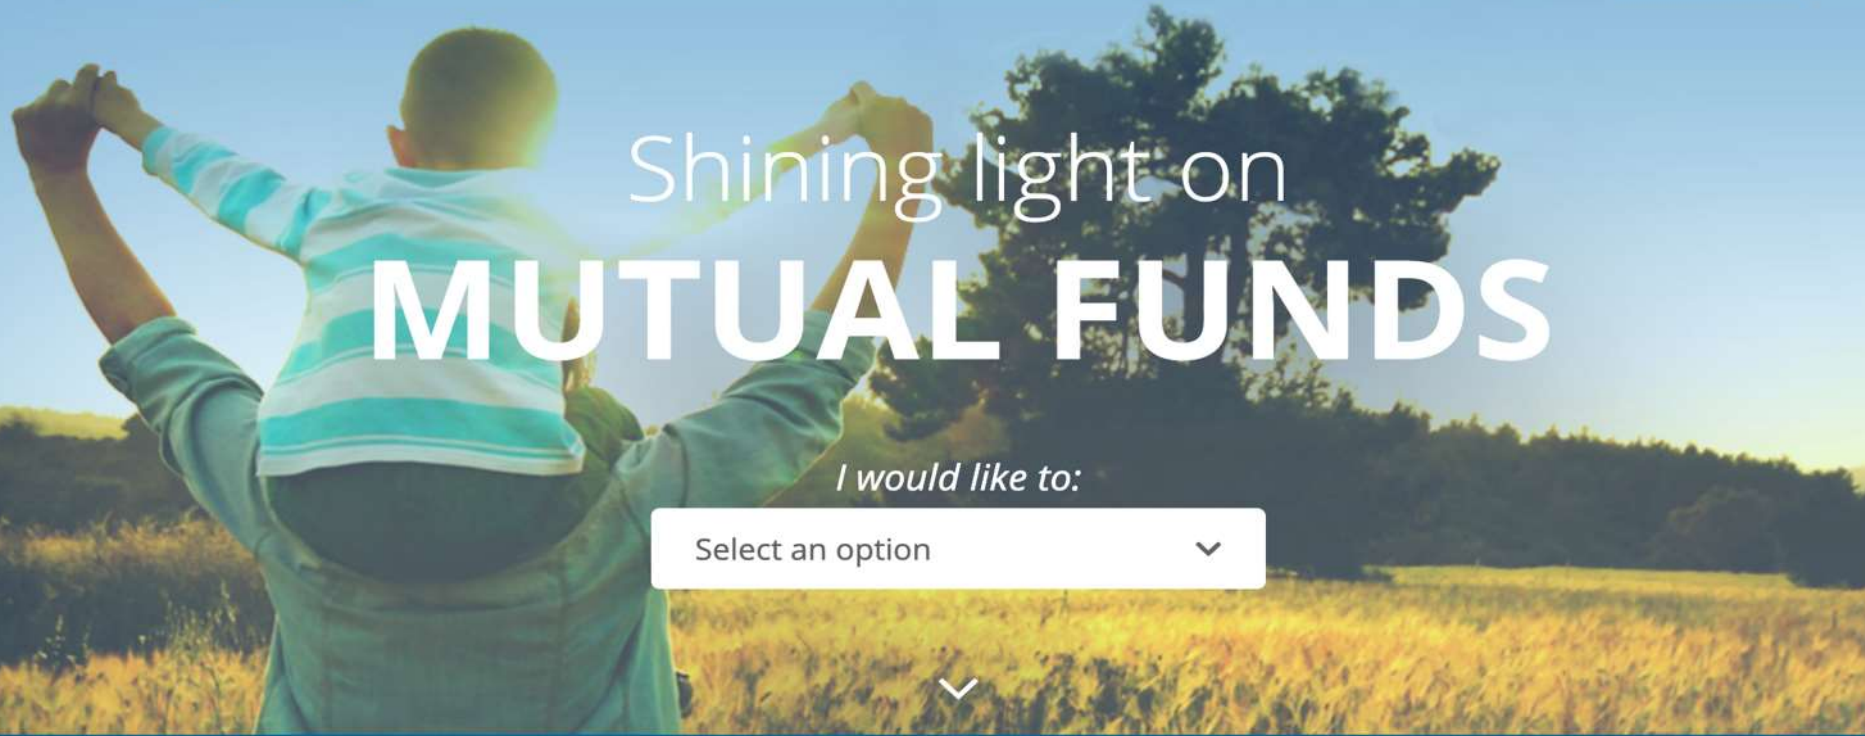 Shining light on
MUTUAL FUNDS
I would like to:
Select an option